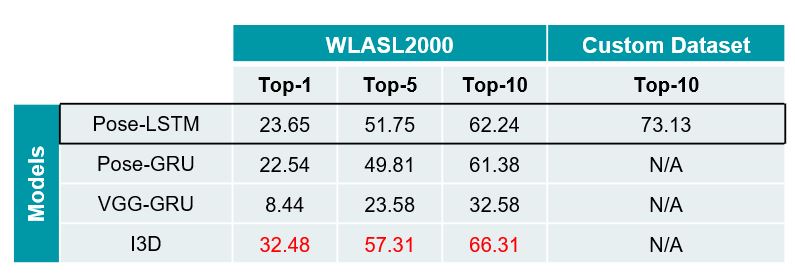 WLASL2000 Custom Dataset
Top-1 Top-5 Top-10 Top-10
Models
Pose-LSTM 23.65 51.75 62.24 73.13
Pose-GRU 22.54 49.81 61.38 N/A
VGG-GRU 8.44 23.58 32.58 N/A
I3D 32.48 57.31 66.31 N/A